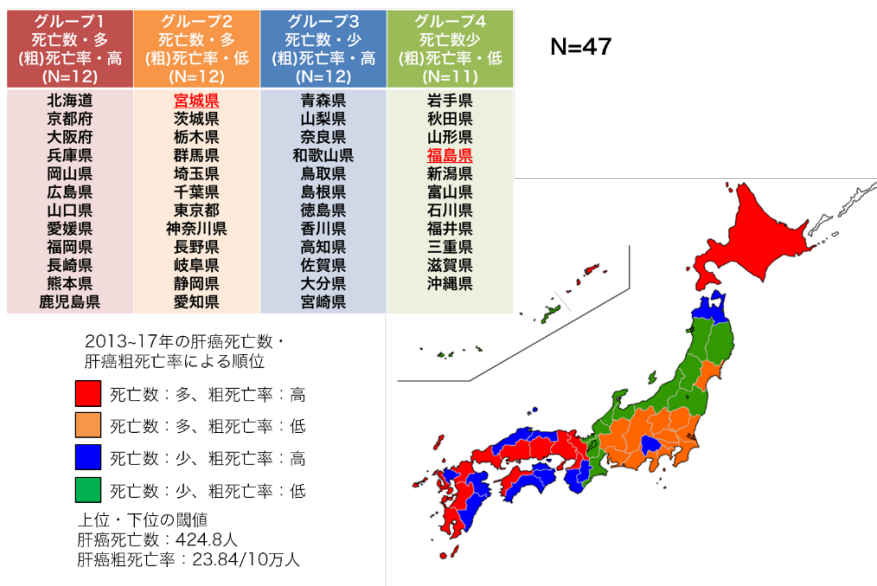 グループ1
死亡数・多
(粗)死亡率・高
(N=12)
北海道
京都府
大阪府
兵庫県
岡山県
広島県
山口県
愛媛県
福岡県
長崎県
熊本県
鹿児島県
グループ2
死亡数・多
(粗)死亡率・低
(N=12)
宮城県
茨城県
栃木県
群馬県
埼玉県
千葉県
東京都
神奈川県
長野県
岐阜県
静岡県
愛知県
グループ3
死亡数・少
(粗)死亡率・高
(N=12)
青森県
山梨県
奈良県
和歌山県
鳥取県
島根県
徳島県
香川県
高知県
佐賀県
大分県
宮崎県
グループ4
死亡数少
(粗)死亡率・低
(N=11)
岩手県
秋田県
山形県
福島県
新潟県
富山県
石川県
福井県
三重県
滋賀県
沖縄県
N=47
2013~17年の肝癌死亡数・
肝癌粗死亡率による順位
死亡数：多、粗死亡率：高
死亡数：多、粗死亡率：低
死亡数：少、粗死亡率：高
死亡数：少、粗死亡率：低
上位・下位の閾値
肝癌死亡数：424.8人
肝癌粗死亡率：23.84/10万人